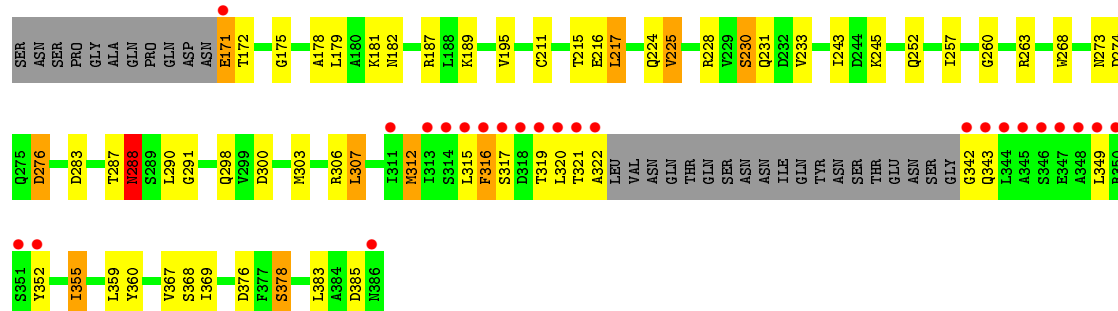 SER ASN SER PRO GLY ALA GLN PRO GLN ASP ASN E171 T172 G175 A178 L179 A180 K181 N182 R187 L188 K189 V195 C211 T215 E216 L217 Q224 V225 R228 V229 S230 Q231 D232 V233 I243 D244 K245 Q252 I257 G260 R263 W268 N273 D274
Q275 D276 D283 T287 N288 S289 L290 G291 Q298 V299 D300 M303 R306 L307 I311 M312 I313 S314 L315 F316 S317 D318 T319 L320 T321 A322 LEU VAL ASN GLN THR GLN SER ASN ASN ILE GLN TYR ASN SER THR GLU ASN SER GLY G342 Q343 L344 A345 S346 E347 A348 L349 R350
S351 Y352 I355 L359 Y360 V367 S368 I369 D376 F377 S378 L383 A384 D385 N386